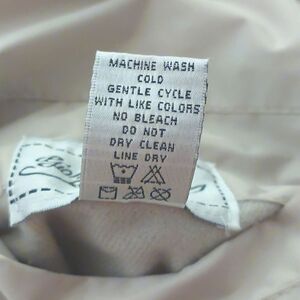 MACHINE WASH
COLD
GENTLE CYCLE
WITH LIKE COLORS
NO BLEACH
DO NOT
DRY CLEAN
LINE DRY